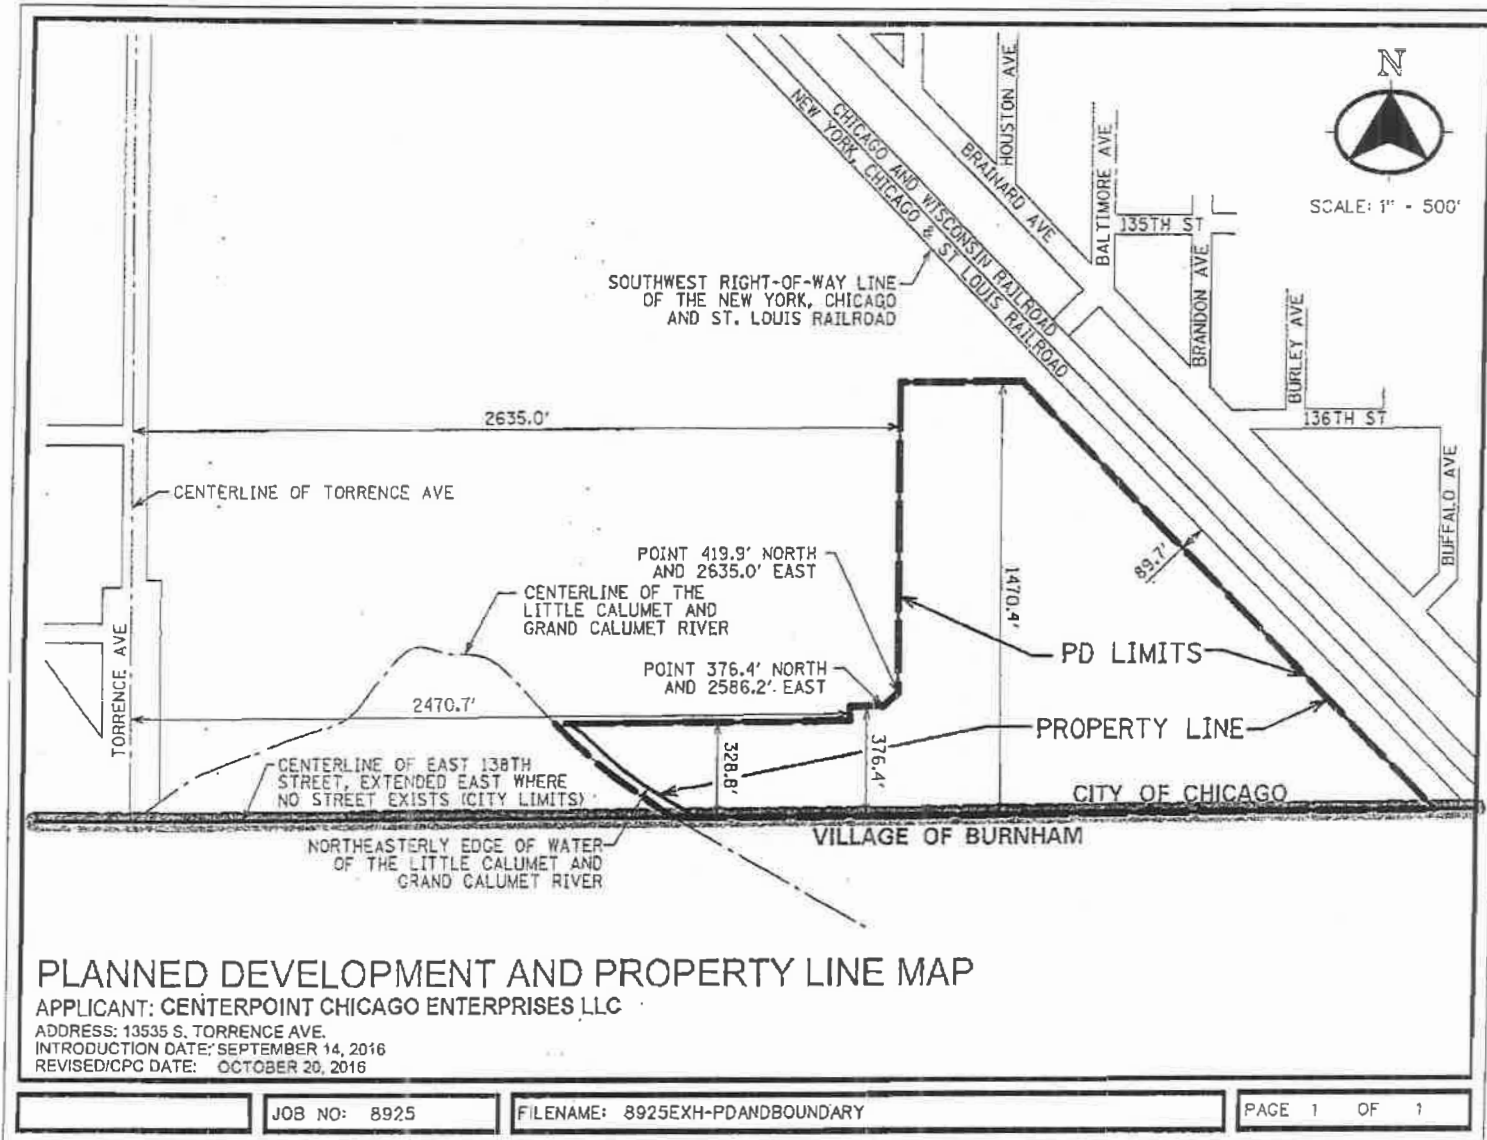 N
SCALE: 1" - 500'
HOUSTON AVE
BALTIMORE AVE
135TH ST
BRAINARD AVE
CHICAGO AND WISCONSIN RAILROAD
NEW YORK, CHICAGO & ST LOUIS RAILROAD
BRANDON AVE
BURLEY AVE
136TH ST
BUFFALO AVE
SOUTHWEST RIGHT-OF-WAY LINE
OF THE NEW YORK, CHICAGO
AND ST. LOUIS RAILROAD
2635.0'
CENTERLINE OF TORRENCE AVE
POINT 419.9' NORTH
AND 2635.0' EAST
CENTERLINE OF THE
LITTLE CALUMET AND
GRAND CALUMET RIVER
1470.4'
89.7'
PD LIMITS
POINT 376.4' NORTH
AND 2586.2' EAST
TORRENCE AVE
2470.7'
PROPERTY LINE
328.8'
376.4'
CENTERLINE OF EAST 138TH
STREET, EXTENDED EAST WHERE
NO STREET EXISTS (CITY LIMITS)
CITY OF CHICAGO
VILLAGE OF BURNHAM
NORTHEASTERLY EDGE OF WATER
OF THE LITTLE CALUMET AND
GRAND CALUMET RIVER
PLANNED DEVELOPMENT AND PROPERTY LINE MAP
APPLICANT: CENTERPOINT CHICAGO ENTERPRISES LLC
ADDRESS: 13535 S. TORRENCE AVE.
INTRODUCTION DATE: SEPTEMBER 14, 2016
REVISED/CPC DATE: OCTOBER 20, 2016
JOB NO: 8925
FILENAME: 8925EXH-PDANDBOUNDARY
PAGE 1 OF 1